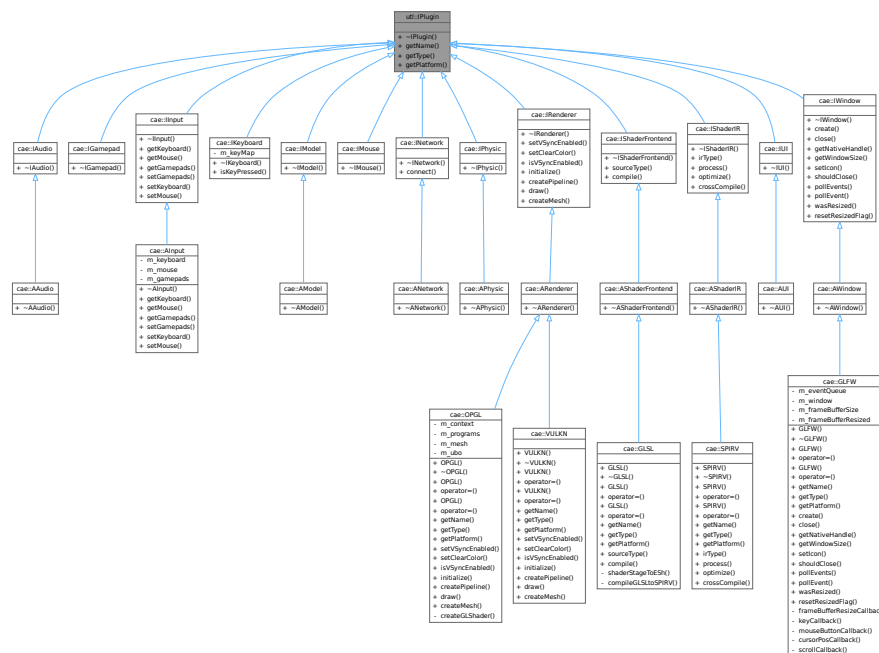 utl::IPlugin
+ ~IPlugin()
+ getName()
+ getType()
+ getPlatform()
cae::IAudio
+ ~IAudio()
cae::IGamepad
+ ~IGamepad()
cae::IInput
+ ~IInput()
+ getKeyboard()
+ getMouse()
+ getGamepads()
+ setGamepads()
+ setKeyboard()
+ setMouse()
cae::IKeyboard
- m_keyMap
+ ~IKeyboard()
+ isKeyPressed()
cae::IModel
+ ~IModel()
cae::IMouse
+ ~IMouse()
cae::INetwork
+ ~INetwork()
+ connect()
cae::IPhysic
+ ~IPhysic()
cae::IRenderer
+ ~IRenderer()
+ setVSyncEnabled()
+ setClearColor()
+ isVSyncEnabled()
+ initialize()
+ createPipeline()
+ draw()
+ createMesh()
cae::IShaderFrontend
+ ~IShaderFrontend()
+ sourceType()
+ compile()
cae::IShaderIR
+ ~IShaderIR()
+ irType()
+ process()
+ optimize()
+ crossCompile()
cae::IUI
+ ~IUI()
cae::IWindow
+ ~IWindow()
+ create()
+ close()
+ getNativeHandle()
+ getWindowSize()
+ setIcon()
+ shouldClose()
+ pollEvents()
+ pollEvent()
+ wasResized()
+ resetResizedFlag()
cae::AAudio
+ ~AAudio()
cae::AInput
- m_keyboard
- m_mouse
- m_gamepads
+ ~AInput()
+ getKeyboard()
+ getMouse()
+ getGamepads()
+ setGamepads()
+ setKeyboard()
+ setMouse()
cae::AModel
+ ~AModel()
cae::ANetwork
+ ~ANetwork()
cae::APhysic
+ ~APhysic()
cae::ARenderer
+ ~ARenderer()
cae::AShaderFrontend
+ ~AShaderFrontend()
cae::AShaderIR
+ ~AShaderIR()
cae::AUI
+ ~AUI()
cae::AWindow
+ ~AWindow()
cae::OPGL
- m_context
- m_programs
- m_mesh
- m_ubo
+ OPGL()
+ ~OPGL()
+ OPGL()
+ operator=()
+ OPGL()
+ operator=()
+ getName()
+ getType()
+ getPlatform()
+ setVSyncEnabled()
+ setClearColor()
+ isVSyncEnabled()
+ initialize()
+ createPipeline()
+ draw()
+ createMesh()
- createGLShader()
cae::VULKN
+ VULKN()
+ ~VULKN()
+ VULKN()
+ operator=()
+ VULKN()
+ operator=()
+ getName()
+ getType()
+ getPlatform()
+ setVSyncEnabled()
+ setClearColor()
+ isVSyncEnabled()
+ initialize()
+ createPipeline()
+ draw()
+ createMesh()
cae::GLSL
+ GLSL()
+ ~GLSL()
+ GLSL()
+ operator=()
+ GLSL()
+ operator=()
+ getName()
+ getType()
+ getPlatform()
+ sourceType()
+ compile()
- shaderStageToESh()
- compileGLSLtoSPIRV()
cae::SPIRV
+ SPIRV()
+ ~SPIRV()
+ SPIRV()
+ operator=()
+ SPIRV()
+ operator=()
+ getName()
+ getType()
+ getPlatform()
+ irType()
+ process()
+ optimize()
+ crossCompile()
cae::GLFW
- m_eventQueue
- m_window
- m_frameBufferSize
- m_frameBufferResized
+ GLFW()
+ ~GLFW()
+ GLFW()
+ operator=()
+ GLFW()
+ operator=()
+ getName()
+ getType()
+ getPlatform()
+ create()
+ close()
+ getNativeHandle()
+ getWindowSize()
+ setIcon()
+ shouldClose()
+ pollEvents()
+ pollEvent()
+ wasResized()
+ resetResizedFlag()
- frameBufferResizeCallbac
- keyCallback()
- mouseButtonCallback()
- cursorPosCallback()
- scrollCallback()